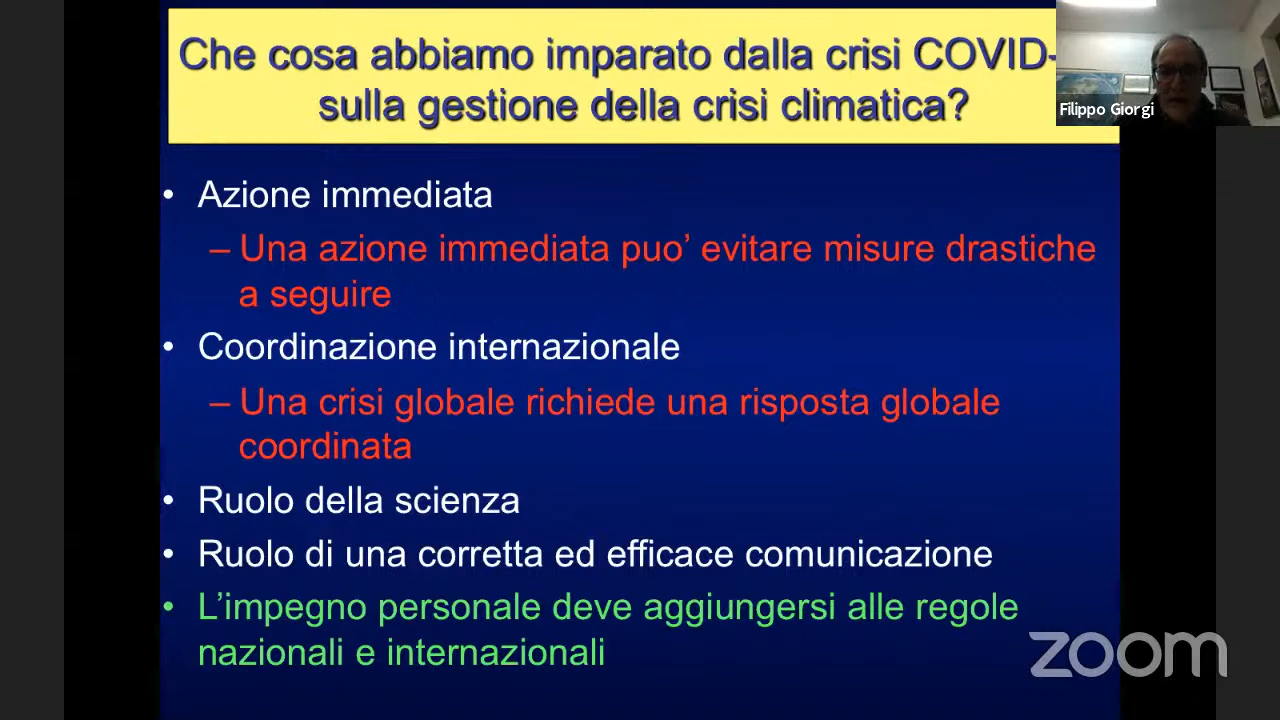 Che cosa abbiamo imparato dalla crisi COVID-
sulla gestione della crisi climatica?
Filippo Giorgi
• Azione immediata
– Una azione immediata puo’ evitare misure drastiche
a seguire
• Coordinazione internazionale
– Una crisi globale richiede una risposta globale
coordinata
• Ruolo della scienza
• Ruolo di una corretta ed efficace comunicazione
• L’impegno personale deve aggiungersi alle regole
nazionali e internazionali
zoom